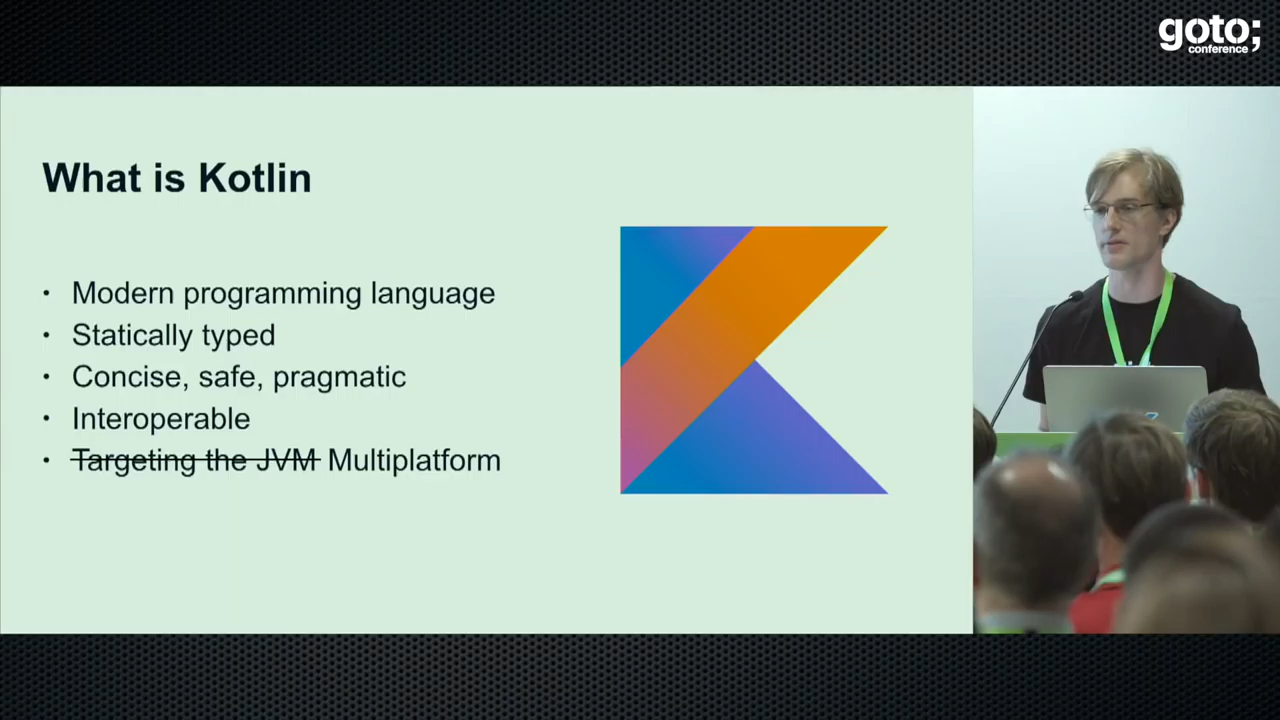 goto;
conference
What is Kotlin
• Modern programming language
• Statically typed
• Concise, safe, pragmatic
• Interoperable
• Targeting the JVM Multiplatform